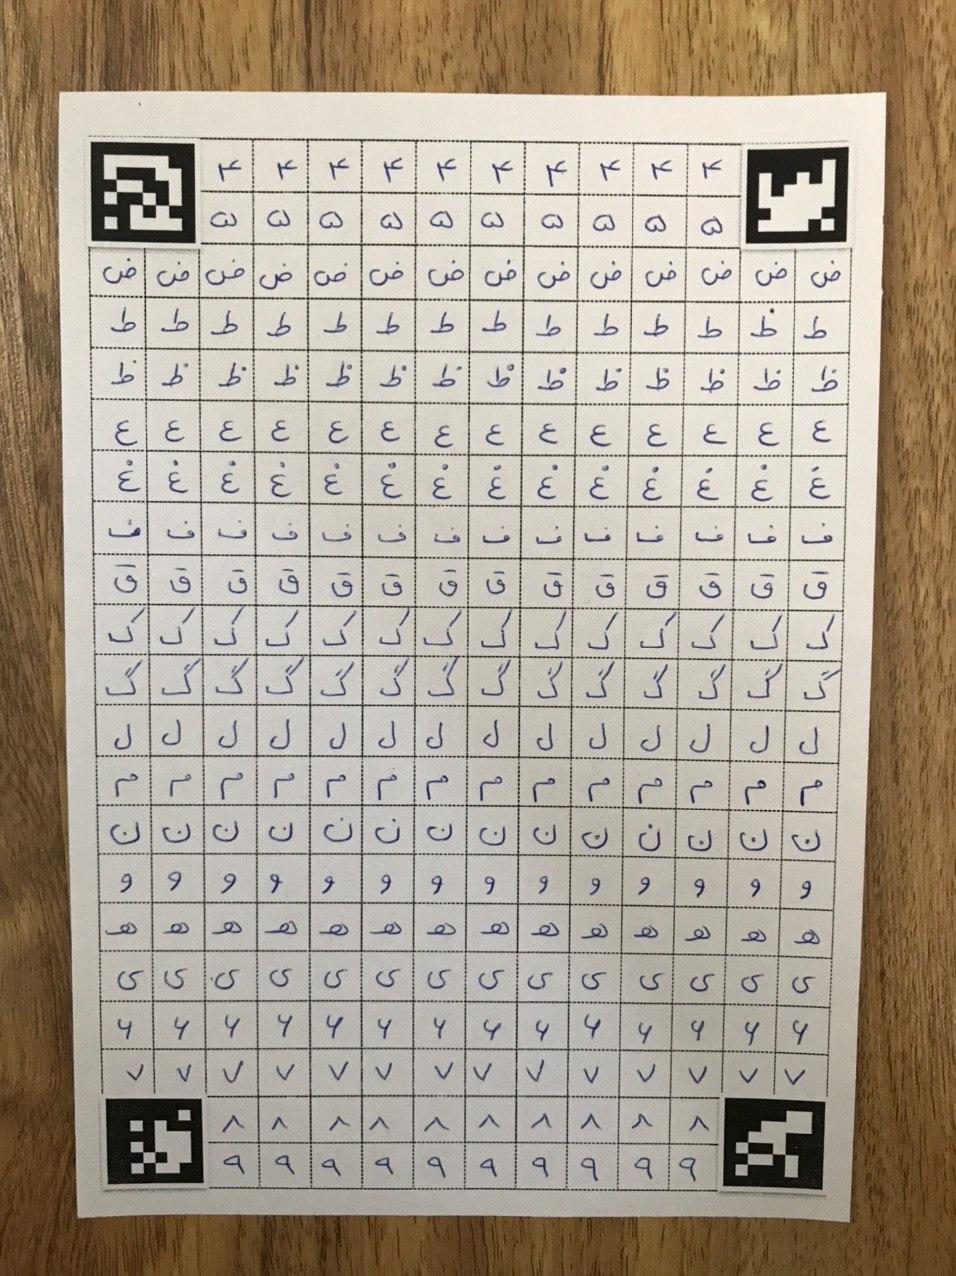 ۴ ۴ ۴ ۴ ۴ ۴ ۴ ۴ ۴ ۴
۵ ۵ ۵ ۵ ۵ ۵ ۵ ۵ ۵ ۵
ض ض ض ض ض ض ض ض ض ض ض ض ض ض
ط ظ ط ط ط ط ط ط ط ط ط ط ط ط
ظ ظ ظ ظ ظ ظ ظ ظ ظ ظ ظ ظ ظ ظ
ع ع ع ع ع ع ع ع ع ع ع ع ع ع
غ غ غ غ غ غ غ غ غ غ غ غ غ غ
ف ف ف ف ف ف ف ف ف ف ف ف ف ف
ق ق ق ق ق ق ق ق ق ق ق ق ق ق
ک ک ک ک ک ک ک ک ک ک ک ک ک ک
گ گ گ گ گ گ گ گ گ گ گ گ گ گ
ل ل ل ل ل ل ل ل ل ل ل ل ل ل
م م م م م م م م م م م م م م
ن ن ن ن ن ن ن ن ن ن ن ن ن ن
و و و و و و و و و و و و و و
ه ه ه ه ه ه ه ه ه ه ه ه ه ه
ی ی ی ی ی ی ی ی ی ی ی ی ی ی
۶ ۶ ۶ ۶ ۶ ۶ ۶ ۶ ۶ ۶ ۶ ۶ ۶ ۶
۷ ۷ ۷ ۷ ۷ ۷ ۷ ۷ ۷ ۷ ۷ ۷ ۷ ۷
۸ ۸ ۸ ۸ ۸ ۸ ۸ ۸ ۸ ۸
۹ ۹ ۹ ۹ ۹ ۹ ۹ ۹ ۹ ۹